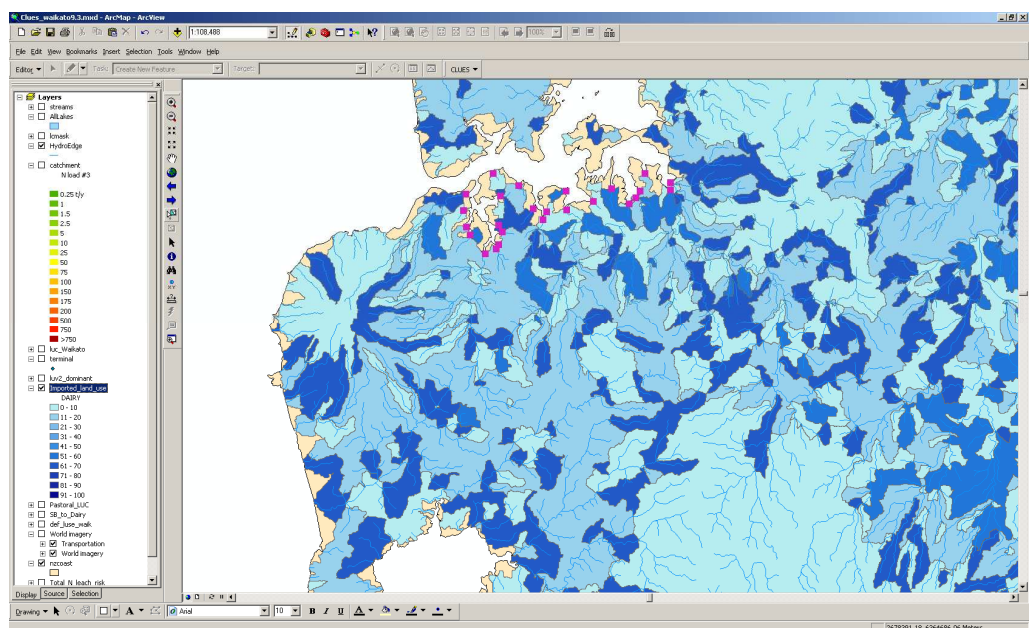 Clues_waikato9.3.mxd - ArcMap - ArcView
1:108,488
100%
File Edit View Bookmarks Insert Selection Tools Window Help
Editor Task: Create New Feature Target: CLUES
Layers
streams
AllLakes
lcmask
HydroEdge
catchment
N load #3
0.25 t/y
1
1.5
2.5
5
10
25
50
75
100
150
175
200
500
750
>750
luc_Waikato
terminal
luv2_dominant
Imported_land_use
DAIRY
0 - 10
11 - 20
21 - 30
31 - 40
41 - 50
51 - 60
61 - 70
71 - 80
81 - 90
91 - 100
Pastoral_LUC
SB_to_Dairy
def_luse_waik
World imagery
Transportation
World imagery
nzcoast
Total_N_leach_risk
Display Source Selection
Drawing A Arial 10 B I U A